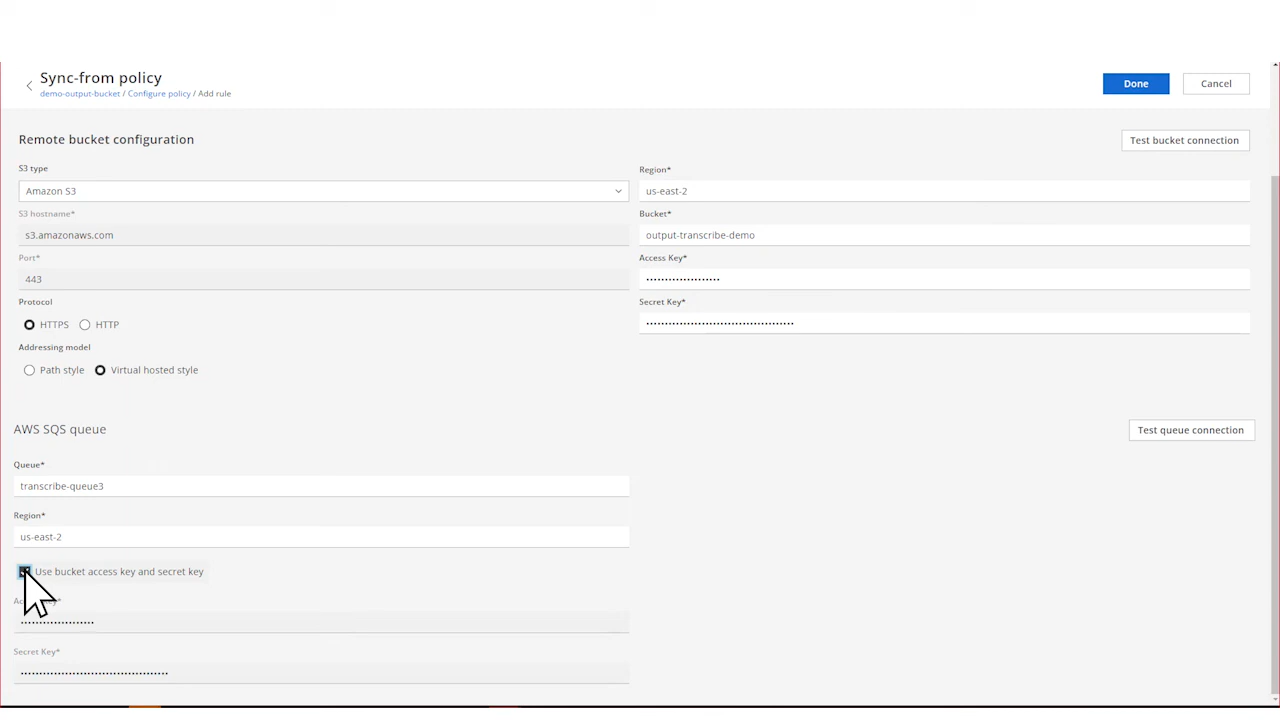 Sync-from policy
demo-output-bucket / Configure policy / Add rule
Done
Cancel
Remote bucket configuration
Test bucket connection
S3 type
Amazon S3
S3 hostname*
s3.amazonaws.com
Port*
443
Protocol
HTTPS
HTTP
Addressing model
Path style
Virtual hosted style
Region*
us-east-2
Bucket*
output-transcribe-demo
Access Key*
Secret Key*
AWS SQS queue
Test queue connection
Queue*
transcribe-queue3
Region*
us-east-2
Use bucket access key and secret key
Secret Key*